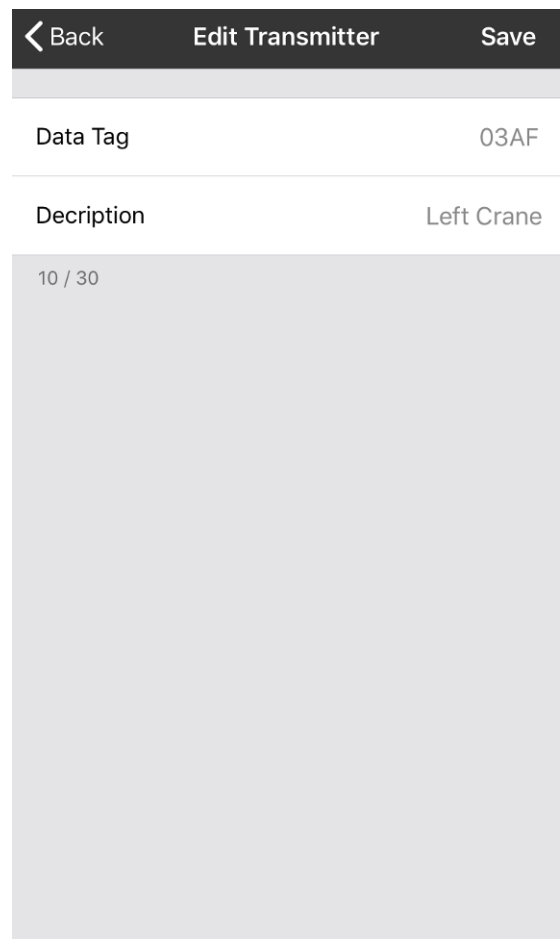 Back Edit Transmitter Save
Data Tag 03AF
Decription Left Crane
10 / 30